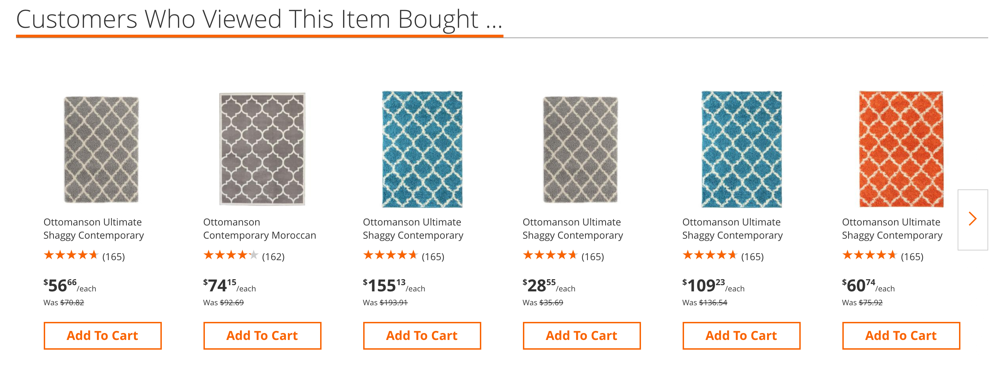 Customers Who Viewed This Item Bought ...
Ottomanson Ultimate
Shaggy Contemporary
(165)
$56 66 /each
Was $70.82
Add To Cart
Ottomanson
Contemporary Moroccan
(162)
$74 15 /each
Was $92.69
Add To Cart
Ottomanson Ultimate
Shaggy Contemporary
(165)
$155 13 /each
Was $193.91
Add To Cart
Ottomanson Ultimate
Shaggy Contemporary
(165)
$28 55 /each
Was $35.69
Add To Cart
Ottomanson Ultimate
Shaggy Contemporary
(165)
$109 23 /each
Was $136.54
Add To Cart
Ottomanson Ultimate
Shaggy Contemporary
(165)
$60 74 /each
Was $75.92
Add To Cart